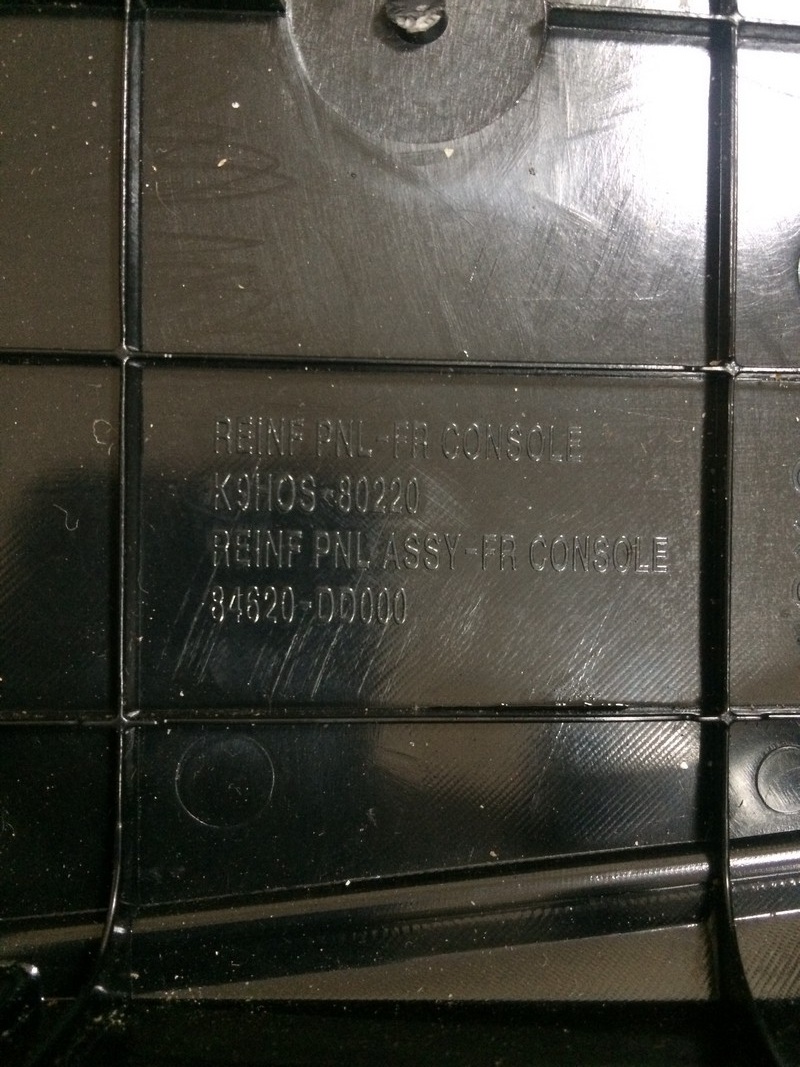 REINF PNL-FR CONSOLE
K9HOS-80220
REINF PNL ASSY-FR CONSOLE
84620-DD000